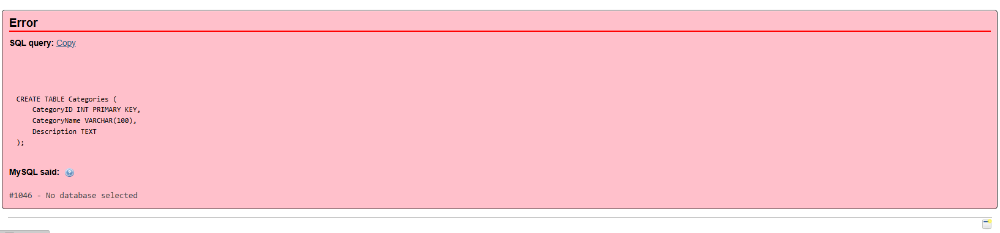 Error
SQL query: Copy
CREATE TABLE Categories (
    CategoryID INT PRIMARY KEY,
    CategoryName VARCHAR(100),
    Description TEXT
);
MySQL said:
#1046 - No database selected